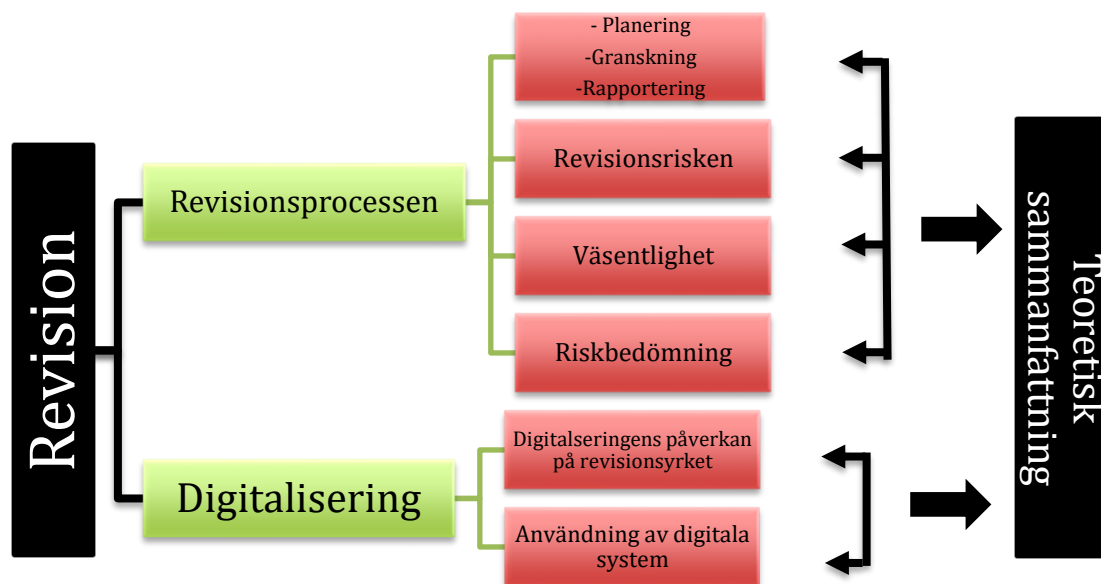 Revision
Revisionsprocessen
- Planering
-Granskning
-Rapportering
Revisionsrisken
Väsentlighet
Riskbedömning
Digitalisering
Digitalseringens påverkan
på revisionsyrket
Användning av digitala
system
Teoretisk
sammanfattning